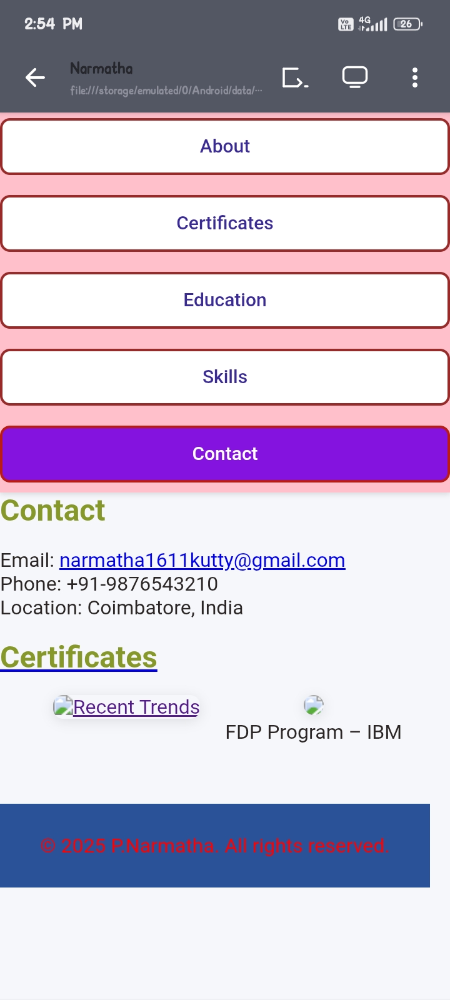 2:54 PM
Vo LTE 4G 26
Narmatha
file:///storage/emulated/0/Android/data/···
About
Certificates
Education
Skills
Contact
Contact
Email: narmatha1611kutty@gmail.com
Phone: +91-9876543210
Location: Coimbatore, India
Certificates
Recent Trends
FDP Program – IBM
© 2025 P.Narmatha. All rights reserved.